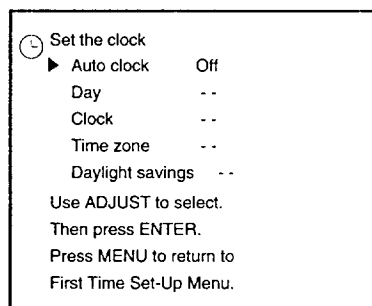 Set the clock
▶ Auto clock Off
Day - -
Clock - -
Time zone - -
Daylight savings - -
Use ADJUST to select.
Then press ENTER.
Press MENU to return to
First Time Set-Up Menu.